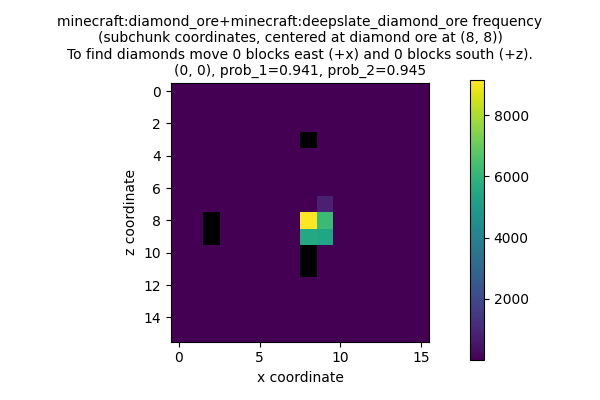 minecraft:diamond_ore+minecraft:deepslate_diamond_ore frequency
(subchunk coordinates, centered at diamond ore at (8, 8))
To find diamonds move 0 blocks east (+x) and 0 blocks south (+z).
(0, 0), prob_1=0.941, prob_2=0.945
0
2
4
6
8
10
12
14
z coordinate
0
5
10
15
x coordinate
8000
6000
4000
2000